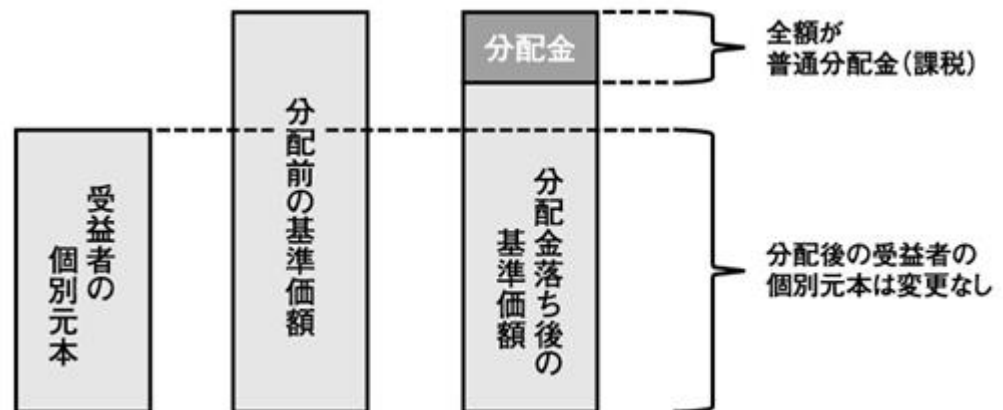 受益者の
個別元本
分配前の基準価額
分配金
分配金落ち後の
基準価額
全額が
普通分配金(課税)
分配後の受益者の
個別元本は変更なし